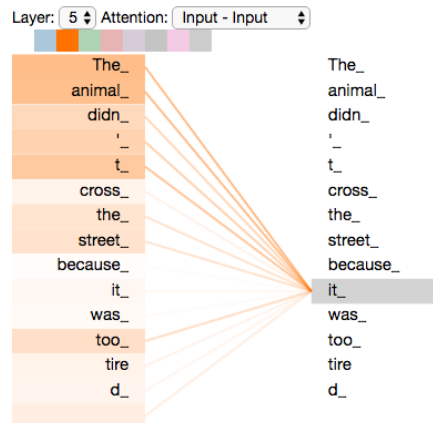 Layer: 5 Attention: Input - Input
The_ The_
animal_ animal_
didn_ didn_
'_ '_
t_ t_
cross_ cross_
the_ the_
street_ street_
because_ because_
it_ it_
was_ was_
too_ too_
tire tire
d_ d_